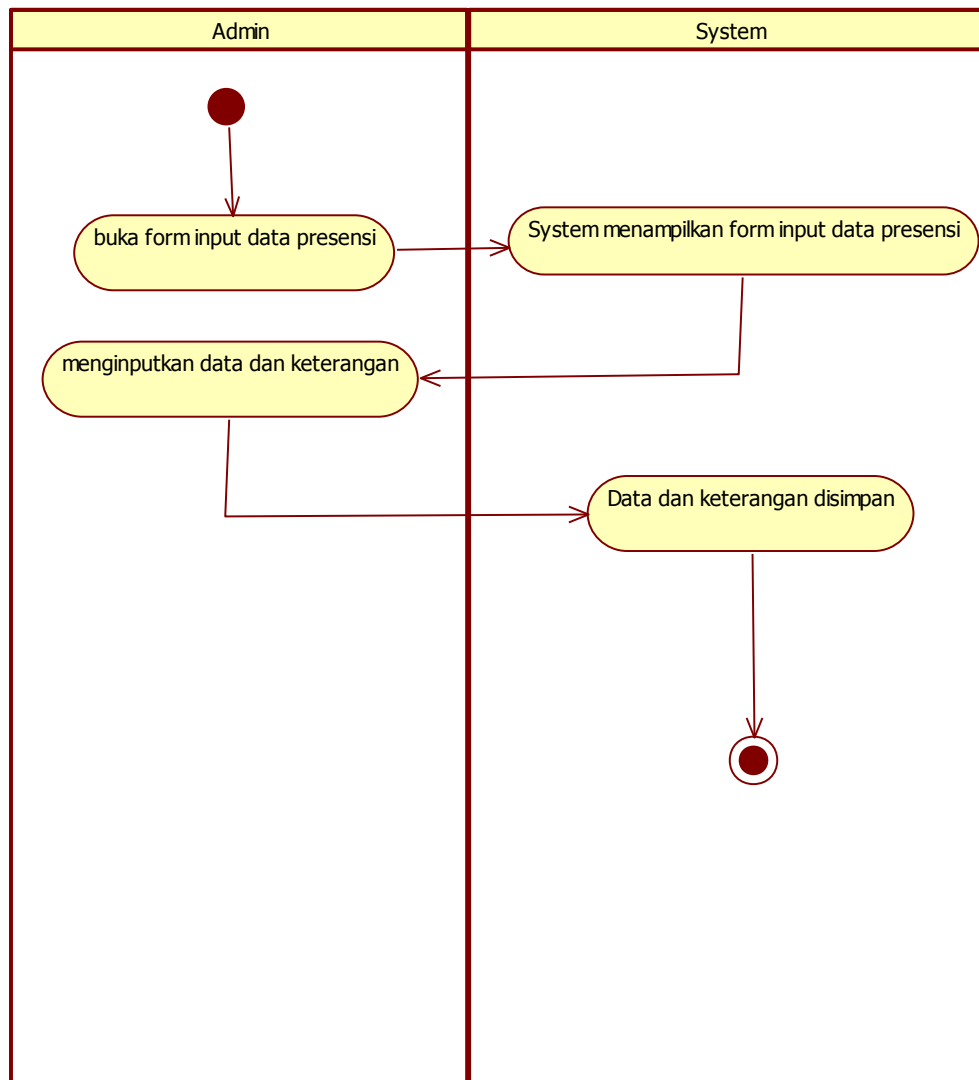 Admin
System
buka form input data presensi
System menampilkan form input data presensi
menginputkan data dan keterangan
Data dan keterangan disimpan